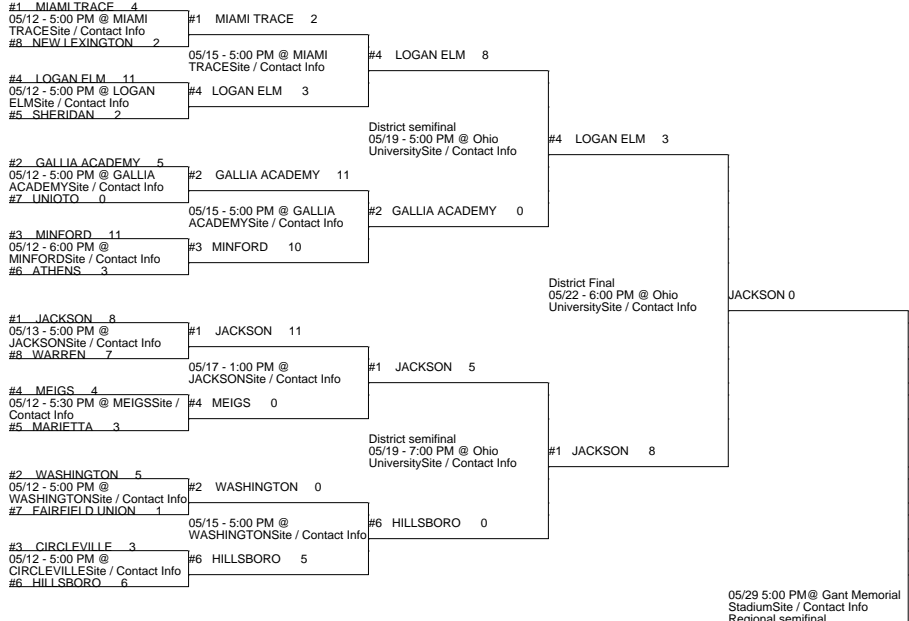 #1 MIAMI TRACE 4
05/12 - 5:00 PM @ MIAMI
TRACESite / Contact Info
#8 NEW LEXINGTON 2
#1 MIAMI TRACE 2
05/15 - 5:00 PM @ MIAMI
TRACESite / Contact Info
#4 LOGAN ELM 11
05/12 - 5:00 PM @ LOGAN
ELMSite / Contact Info
#5 SHERIDAN 2
#4 LOGAN ELM 3
#4 LOGAN ELM 8
District semifinal
05/19 - 5:00 PM @ Ohio
UniversitySite / Contact Info
#2 GALLIA ACADEMY 5
05/12 - 5:00 PM @ GALLIA
ACADEMYSite / Contact Info
#7 UNIOTO 0
#2 GALLIA ACADEMY 11
05/15 - 5:00 PM @ GALLIA
ACADEMYSite / Contact Info
#3 MINFORD 11
05/12 - 6:00 PM @
MINFORDSite / Contact Info
#6 ATHENS 3
#3 MINFORD 10
#2 GALLIA ACADEMY 0
#4 LOGAN ELM 3
District Final
05/22 - 6:00 PM @ Ohio
UniversitySite / Contact Info
#1 JACKSON 8
05/13 - 5:00 PM @
JACKSONSite / Contact Info
#8 WARREN 7
#1 JACKSON 11
05/17 - 1:00 PM @
JACKSONSite / Contact Info
#4 MEIGS 4
05/12 - 5:30 PM @ MEIGSSite /
Contact Info
#5 MARIETTA 3
#4 MEIGS 0
#1 JACKSON 5
District semifinal
05/19 - 7:00 PM @ Ohio
UniversitySite / Contact Info
#2 WASHINGTON 5
05/12 - 5:00 PM @
WASHINGTONSite / Contact Info
#7 FAIRFIELD UNION 1
#2 WASHINGTON 0
05/15 - 5:00 PM @
WASHINGTONSite / Contact Info
#3 CIRCLEVILLE 3
05/12 - 5:00 PM @
CIRCLEVILLESite / Contact Info
#6 HILLSBORO 6
#6 HILLSBORO 5
#6 HILLSBORO 0
#1 JACKSON 8
JACKSON 0
05/29 5:00 PM@ Gant Memorial
StadiumSite / Contact Info
Regional semifinal